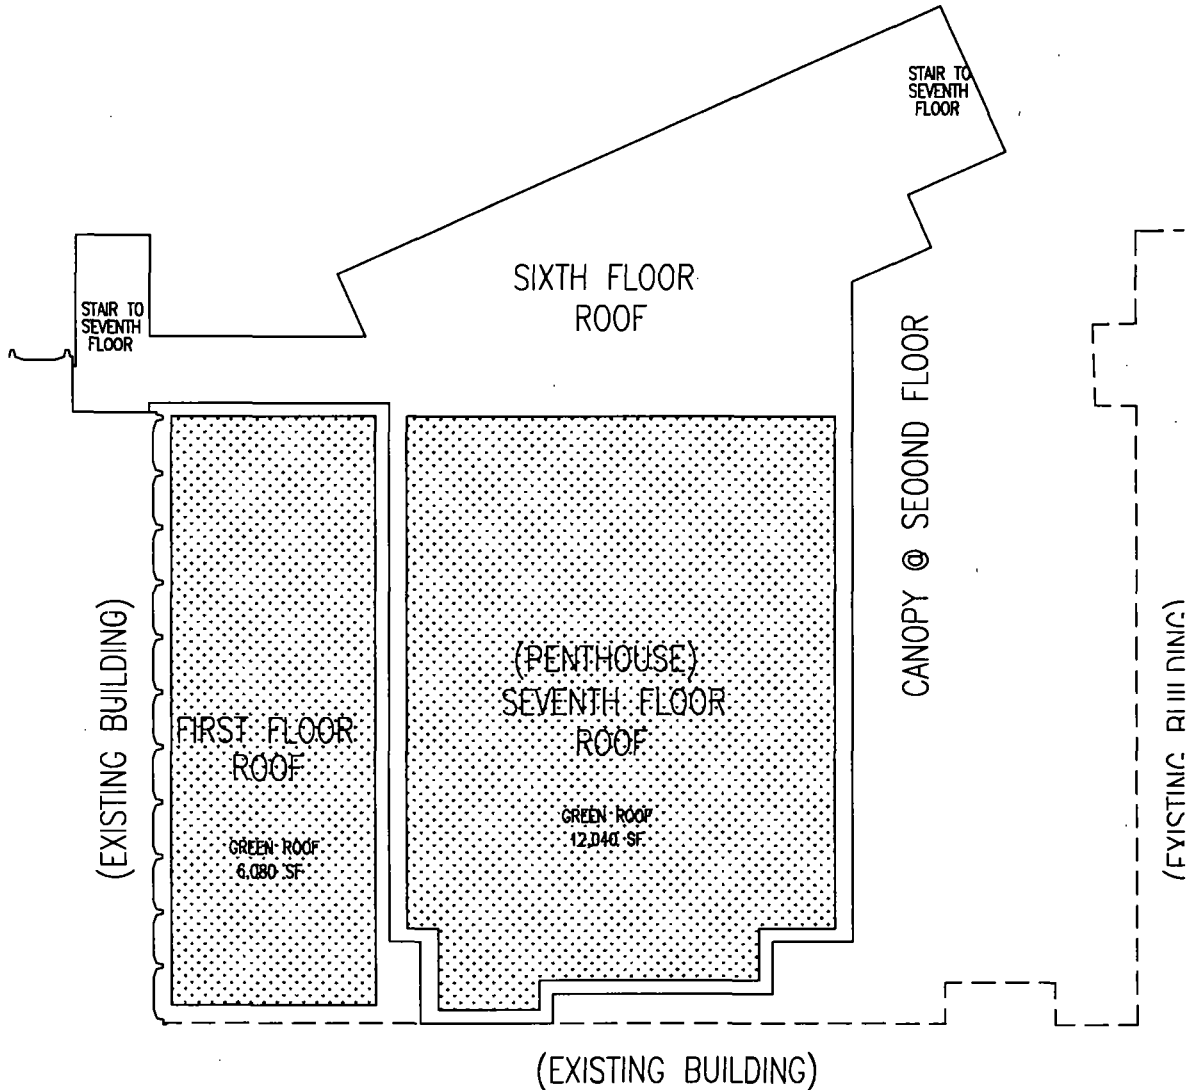 STAIR TO
SEVENTH
FLOOR
SIXTH FLOOR
ROOF
STAIR TO
SEVENTH
FLOOR
CANOPY @ SEOOND FLOOR
(EXISTING BUILDING)
(PENTHOUSE)
SEVENTH FLOOR
ROOF
FIRST FLOOR
ROOF
GREEN ROOF
12,040 SF
GREEN ROOF
6,080 SF
(EXISTING BUILDING)
(EXISTING BUILDING)